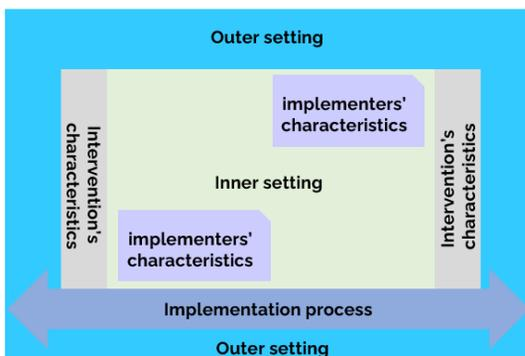 Outer setting
implementers'
characteristics
Intervention's
characteristics
Inner setting
Intervention's
characteristics
implementers'
characteristics
Implementation process
Outer setting